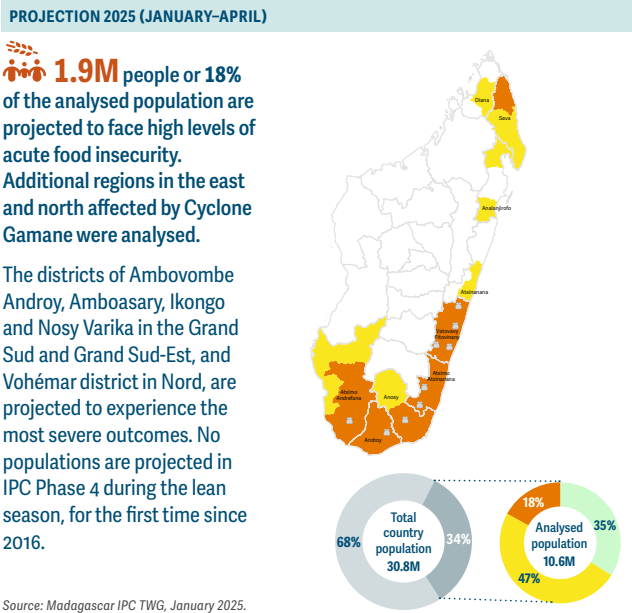 PROJECTION 2025 (JANUARY–APRIL)
1.9M people or 18%
of the analysed population are
projected to face high levels of
acute food insecurity.
Additional regions in the east
and north affected by Cyclone
Gamane were analysed.
The districts of Ambovombe
Androy, Amboasary, Ikongo
and Nosy Varika in the Grand
Sud and Grand Sud-Est, and
Vohémar district in Nord, are
projected to experience the
most severe outcomes. No
populations are projected in
IPC Phase 4 during the lean
season, for the first time since
2016.
Source: Madagascar IPC TWG, January 2025.
Diana
Sava
Analanjirofo
Atsinanana
Vatovavy
Fitovinany
Atsimo
Atsinanana
Atsimo
Andrefana
Anosy
Androy
68%
Total
country
population
30.8M
34%
18%
35%
Analysed
population
10.6M
47%